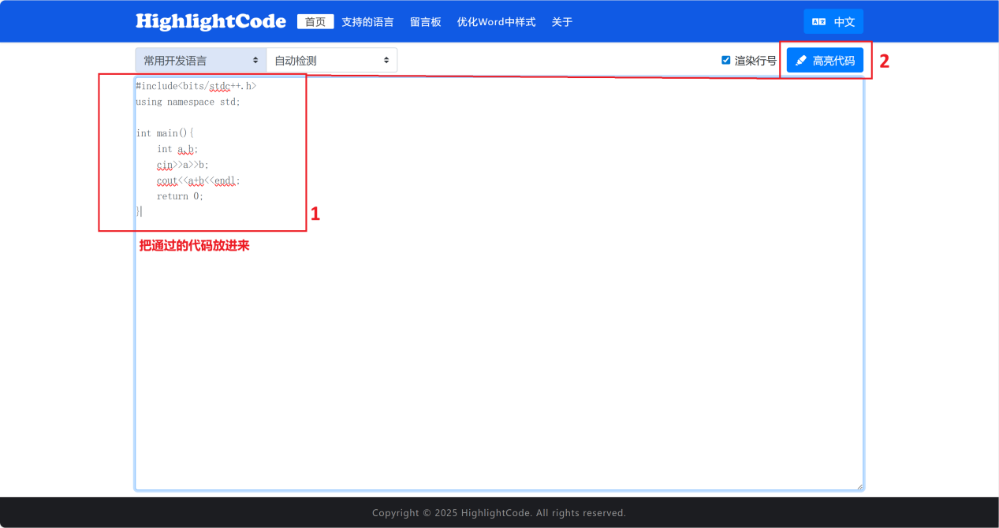 HighlightCode 首页 支持的语言 留言板 优化Word中样式 关于 中文
常用开发语言 自动检测 渲染行号 高亮代码 2
#include<bits/stdc++.h>
using namespace std;
int main(){
    int a,b;
    cin>>a>>b;
    cout<<a+b<<endl;
    return 0;
}
1
把通过的代码放进来
Copyright © 2025 HighlightCode. All rights reserved.